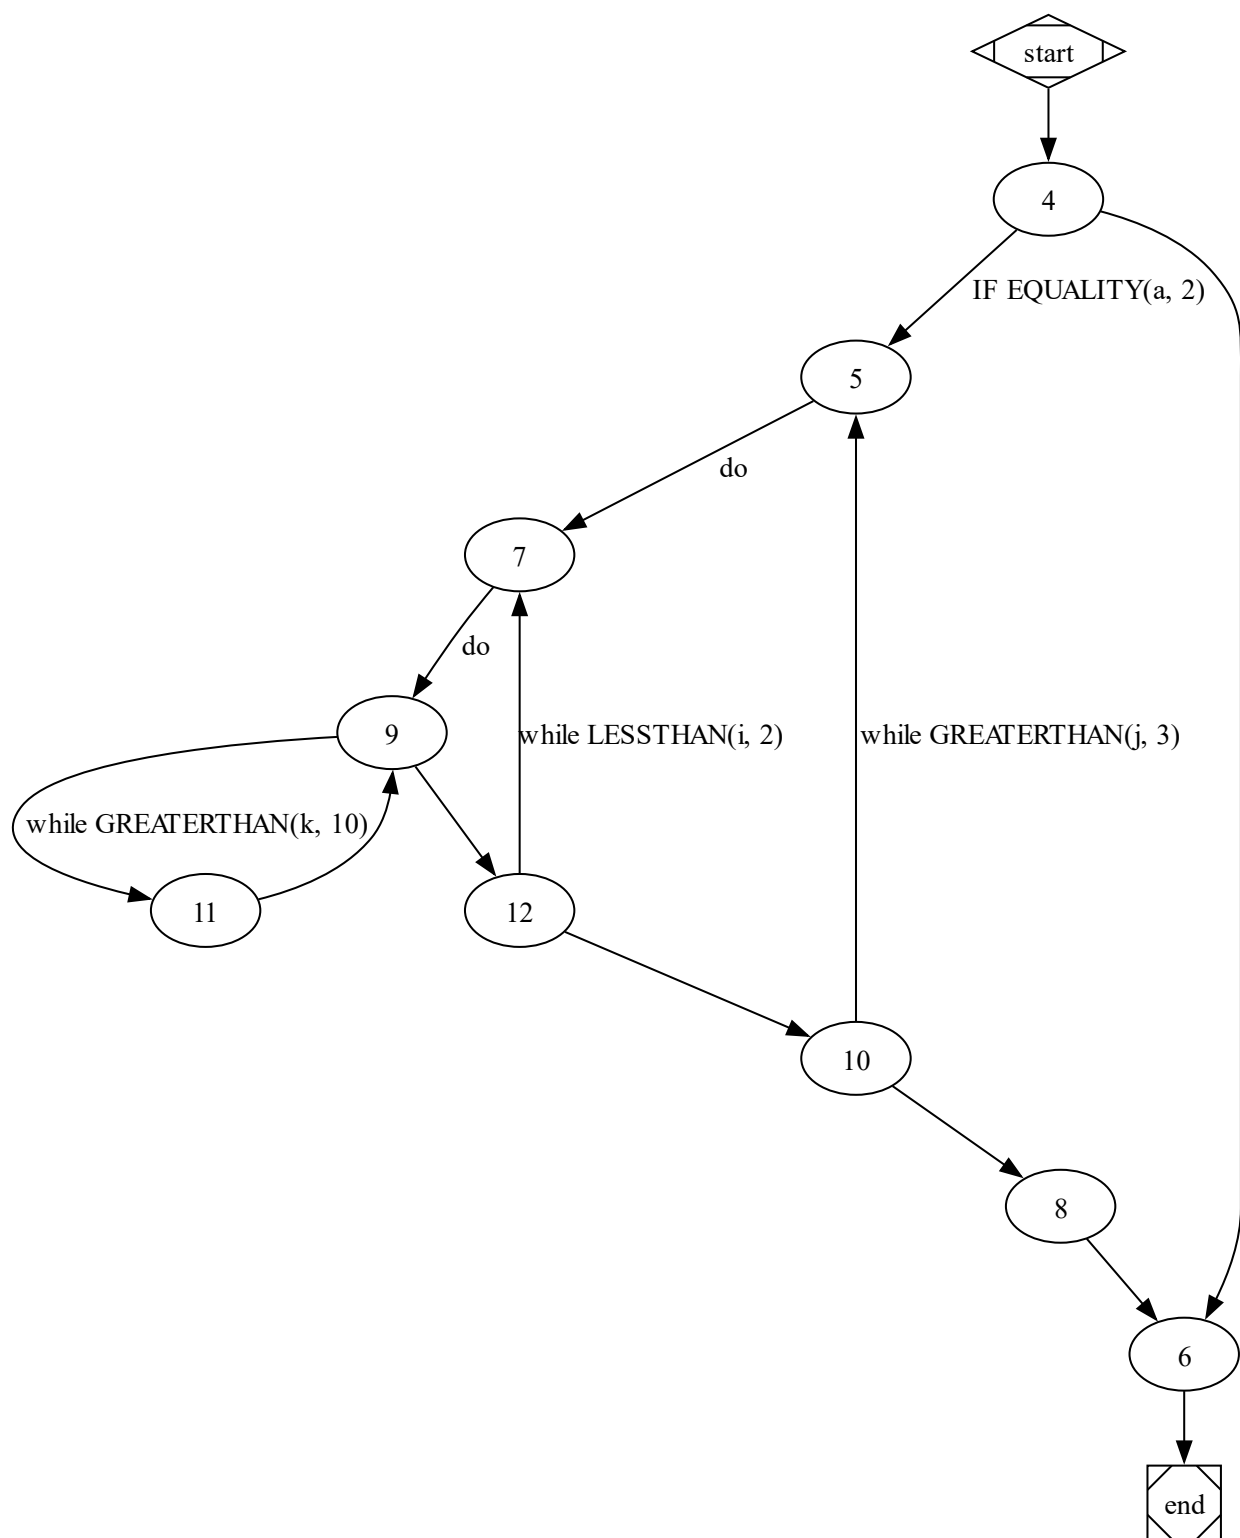 start
4
IF EQUALITY(a, 2)
5
do
7
do
9
while LESSTHAN(i, 2)
while GREATERTHAN(j, 3)
while GREATERTHAN(k, 10)
11
12
10
8
6
end